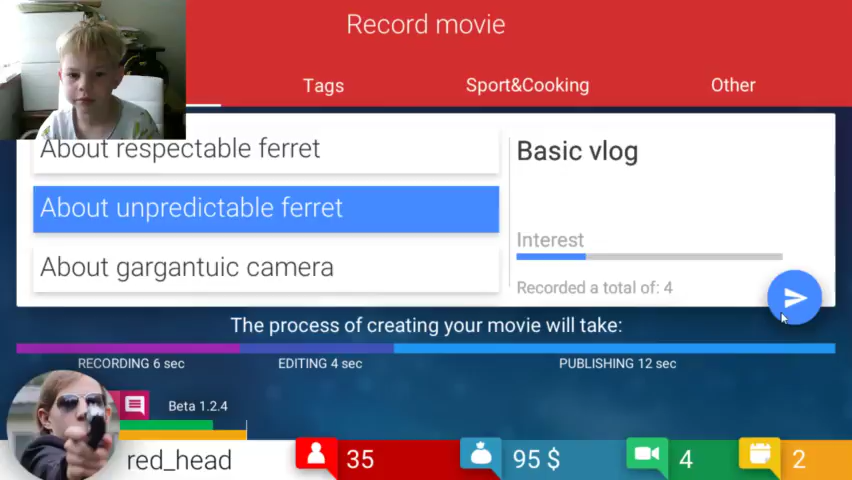 Record movie
Tags
Sport&Cooking
Other
About respectable ferret
About unpredictable ferret
About gargantuic camera
Basic vlog
Interest
Recorded a total of: 4
The process of creating your movie will take:
RECORDING 6 sec
EDITING 4 sec
PUBLISHING 12 sec
Beta 1.2.4
red_head
35
95 $
4
2